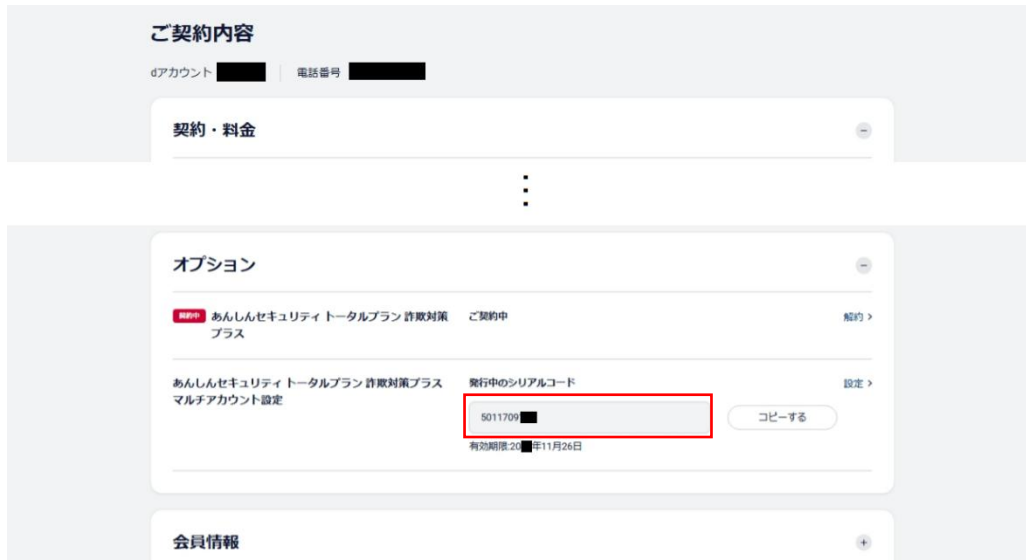 ご契約内容
dアカウント 電話番号
契約・料金
オプション
契約中 あんしんセキュリティ トータルプラン 詐欺対策 ご契約中 解約
プラス
あんしんセキュリティ トータルプラン 詐欺対策プラス 発行中のシリアルコード 設定
マルチアカウント設定
5011709 コピーする
有効期限:20 年11月26日
会員情報